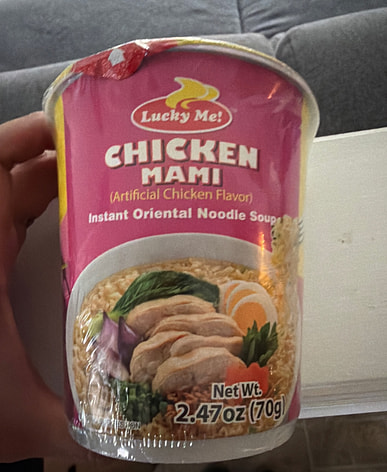 Lucky Me!
CHICKEN
MAMI
(Artificial Chicken Flavor)
Instant Oriental Noodle Soup
Net Wt.
2.47oz (70g)